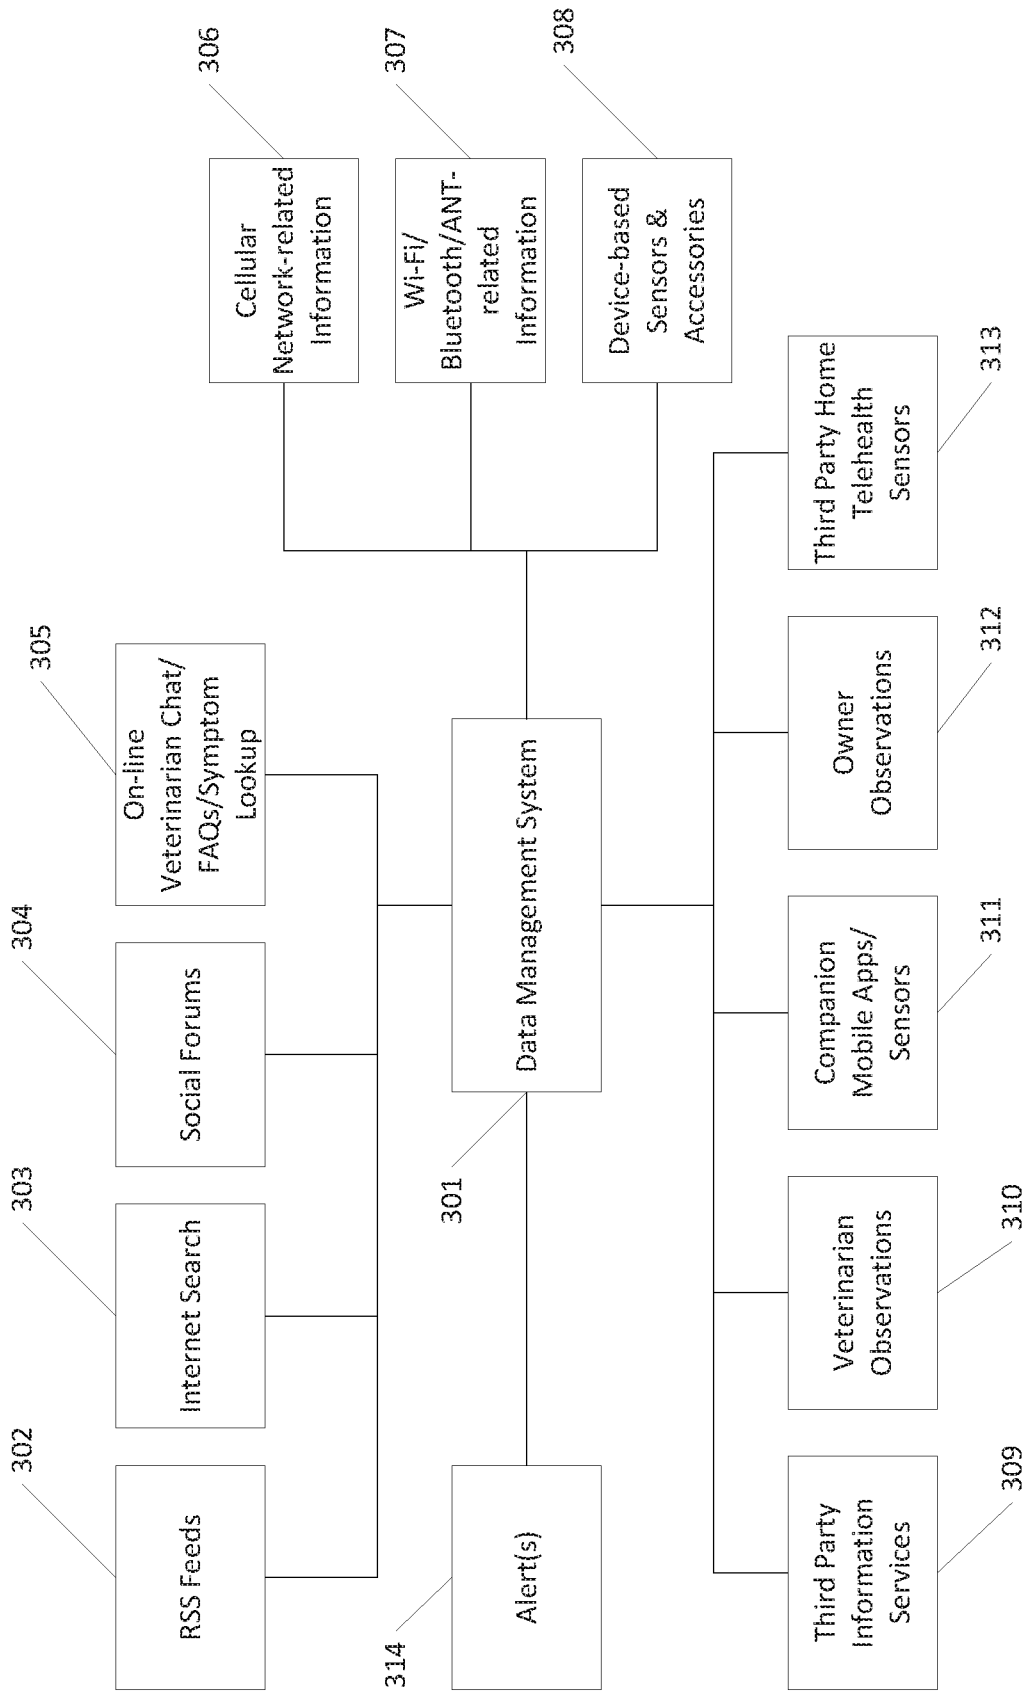 302
303
304
305
RSS Feeds
Internet Search
Social Forums
On-line
Veterinarian Chat/
FAQs/Symptom
Lookup
306
Cellular
Network-related
Information
307
Wi-Fi/
Bluetooth/ANT-
related
Information
308
Device-based
Sensors &
Accessories
314
Alert(s)
301
Data Management System
Third Party
Information
Services
Veterinarian
Observations
Companion
Mobile Apps/
Sensors
Owner
Observations
Third Party Home
Telehealth
Sensors
309
310
311
312
313